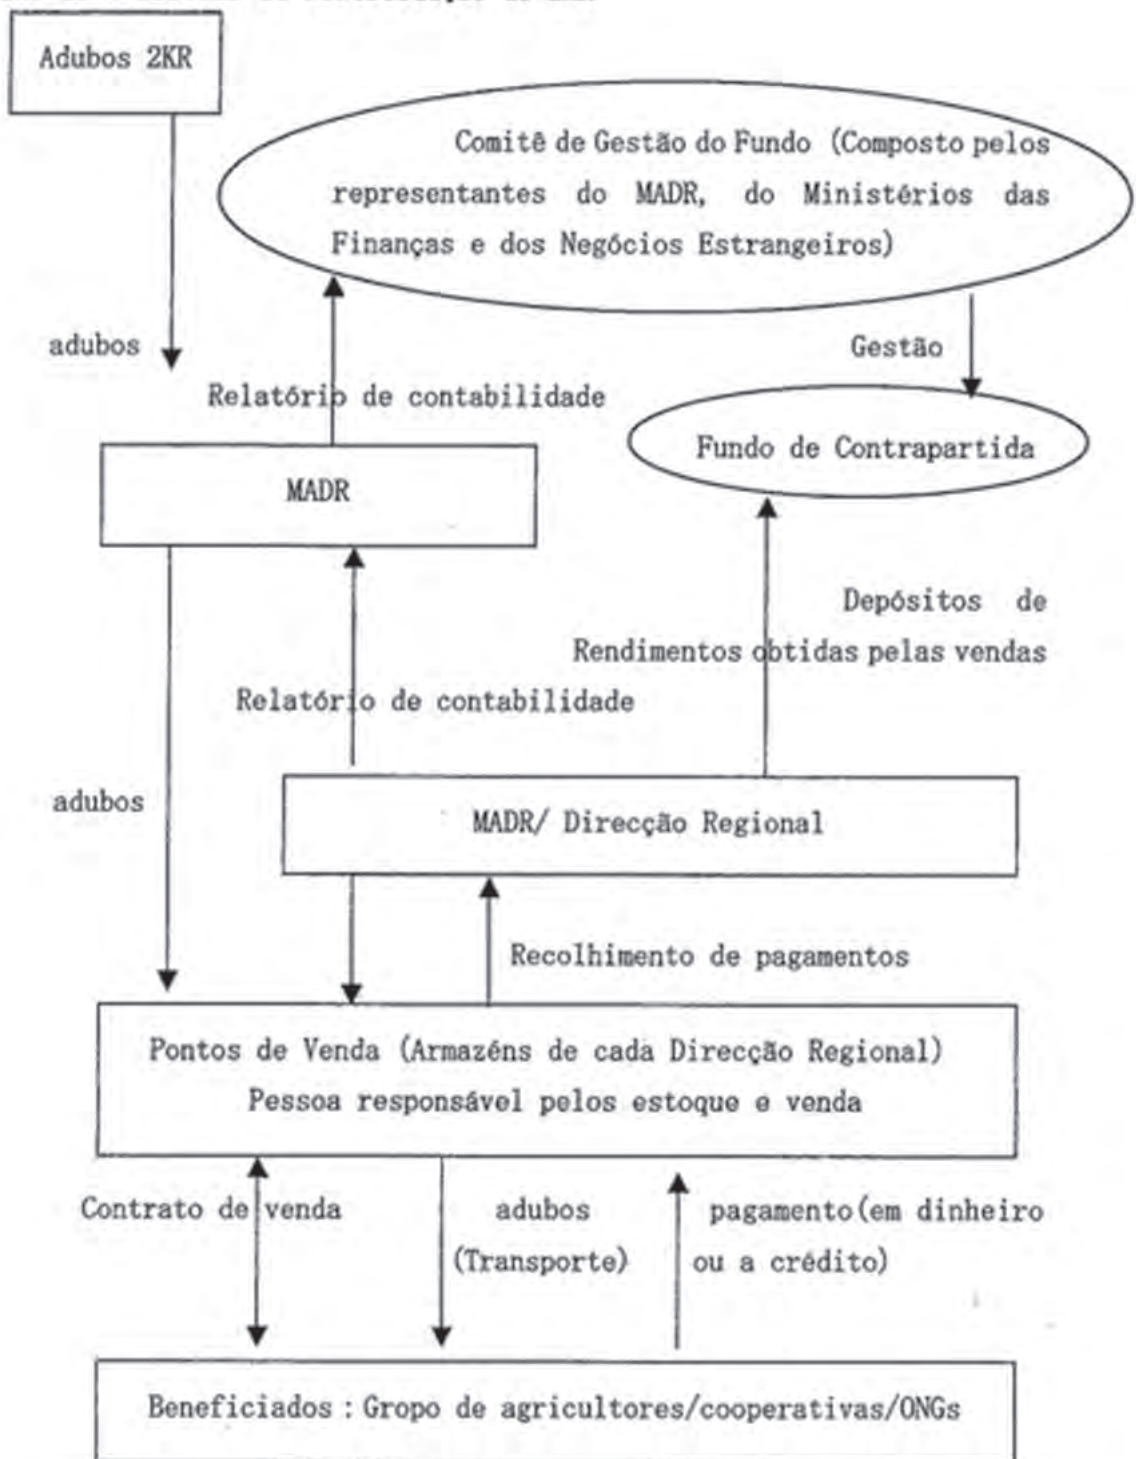 Adubos 2KR
Comitê de Gestão do Fundo (Composto pelos
representantes do MADR, do Ministérios das
Finanças e dos Negócios Estrangeiros)
adubos
Gestão
Relatório de contabilidade
Fundo de Contrapartida
MADR
Depósitos de
Rendimentos obtidas pelas vendas
Relatório de contabilidade
adubos
MADR/ Direcção Regional
Recolhimento de pagamentos
Pontos de Venda (Armazéns de cada Direcção Regional)
Pessoa responsável pelos estoque e venda
Contrato de venda
adubos
(Transporte)
pagamento(em dinheiro
ou a crédito)
Beneficiados : Gropo de agricultores/cooperativas/ONGs